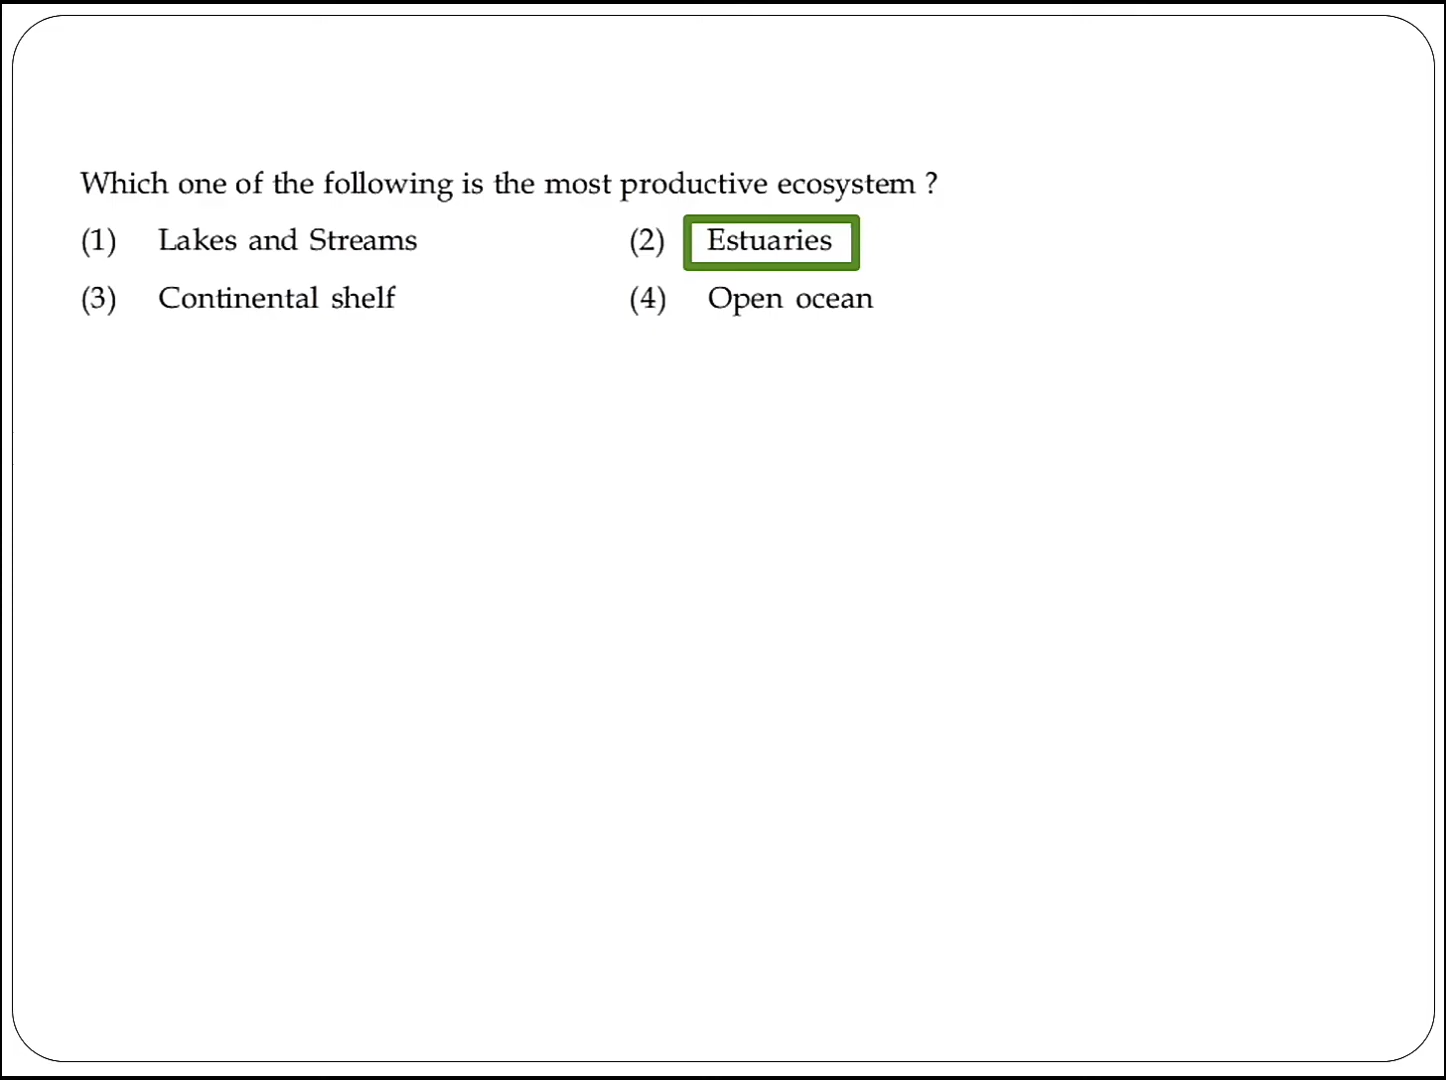 Which one of the following is the most productive ecosystem ?
(1) Lakes and Streams (2) Estuaries
(3) Continental shelf (4) Open ocean